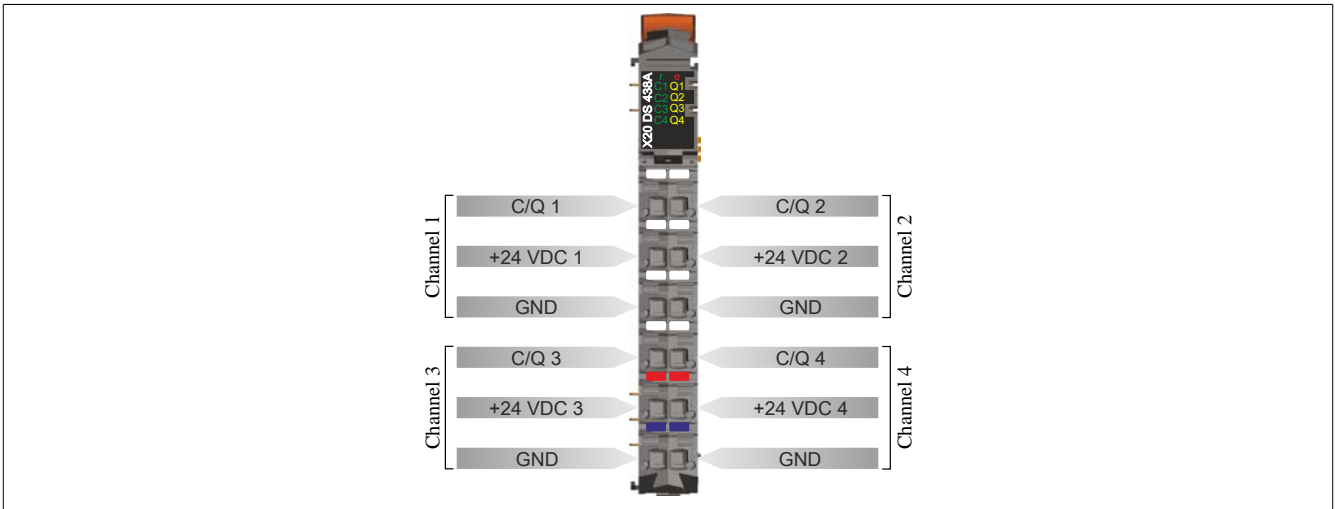 X20 DS 438A
r e
C1 Q1
C2 Q2
C3 Q3
C4 Q4
Channel 1
C/Q 1
+24 VDC 1
GND
C/Q 2
+24 VDC 2
GND
Channel 2
Channel 3
C/Q 3
+24 VDC 3
GND
C/Q 4
+24 VDC 4
GND
Channel 4